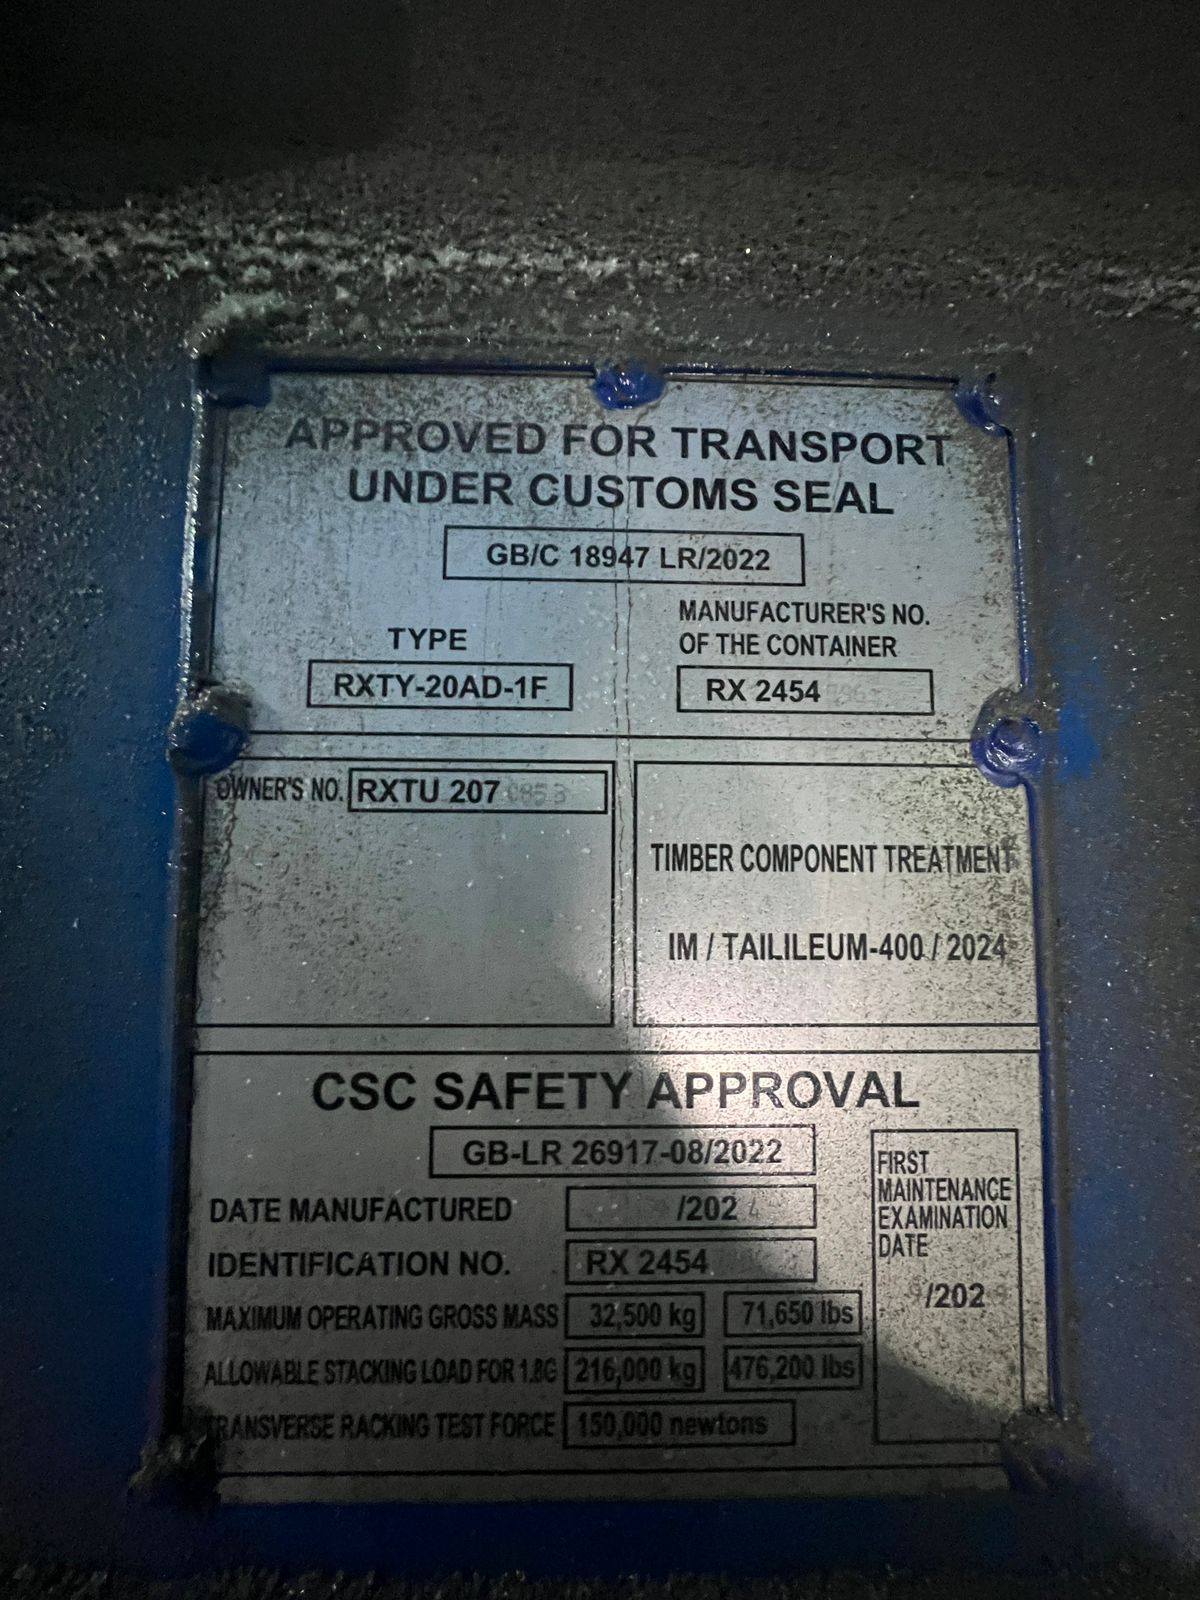 APPROVED FOR TRANSPORT
UNDER CUSTOMS SEAL
GB/C 18947 LR/2022
TYPE
RXTY-20AD-1F
MANUFACTURER'S NO.
OF THE CONTAINER
RX 2454
OWNER'S NO. RXTU 207
TIMBER COMPONENT TREATMENT
IM / TAILILEUM-400 / 2024
CSC SAFETY APPROVAL
GB-LR 26917-08/2022
DATE MANUFACTURED /202 4
IDENTIFICATION NO. RX 2454
MAXIMUM OPERATING GROSS MASS 32,500 kg 71,650 lbs
ALLOWABLE STACKING LOAD FOR 1.8G 216,000 kg 476,200 lbs
TRANSVERSE RACKING TEST FORCE 150,000 newtons
FIRST
MAINTENANCE
EXAMINATION
DATE
/202